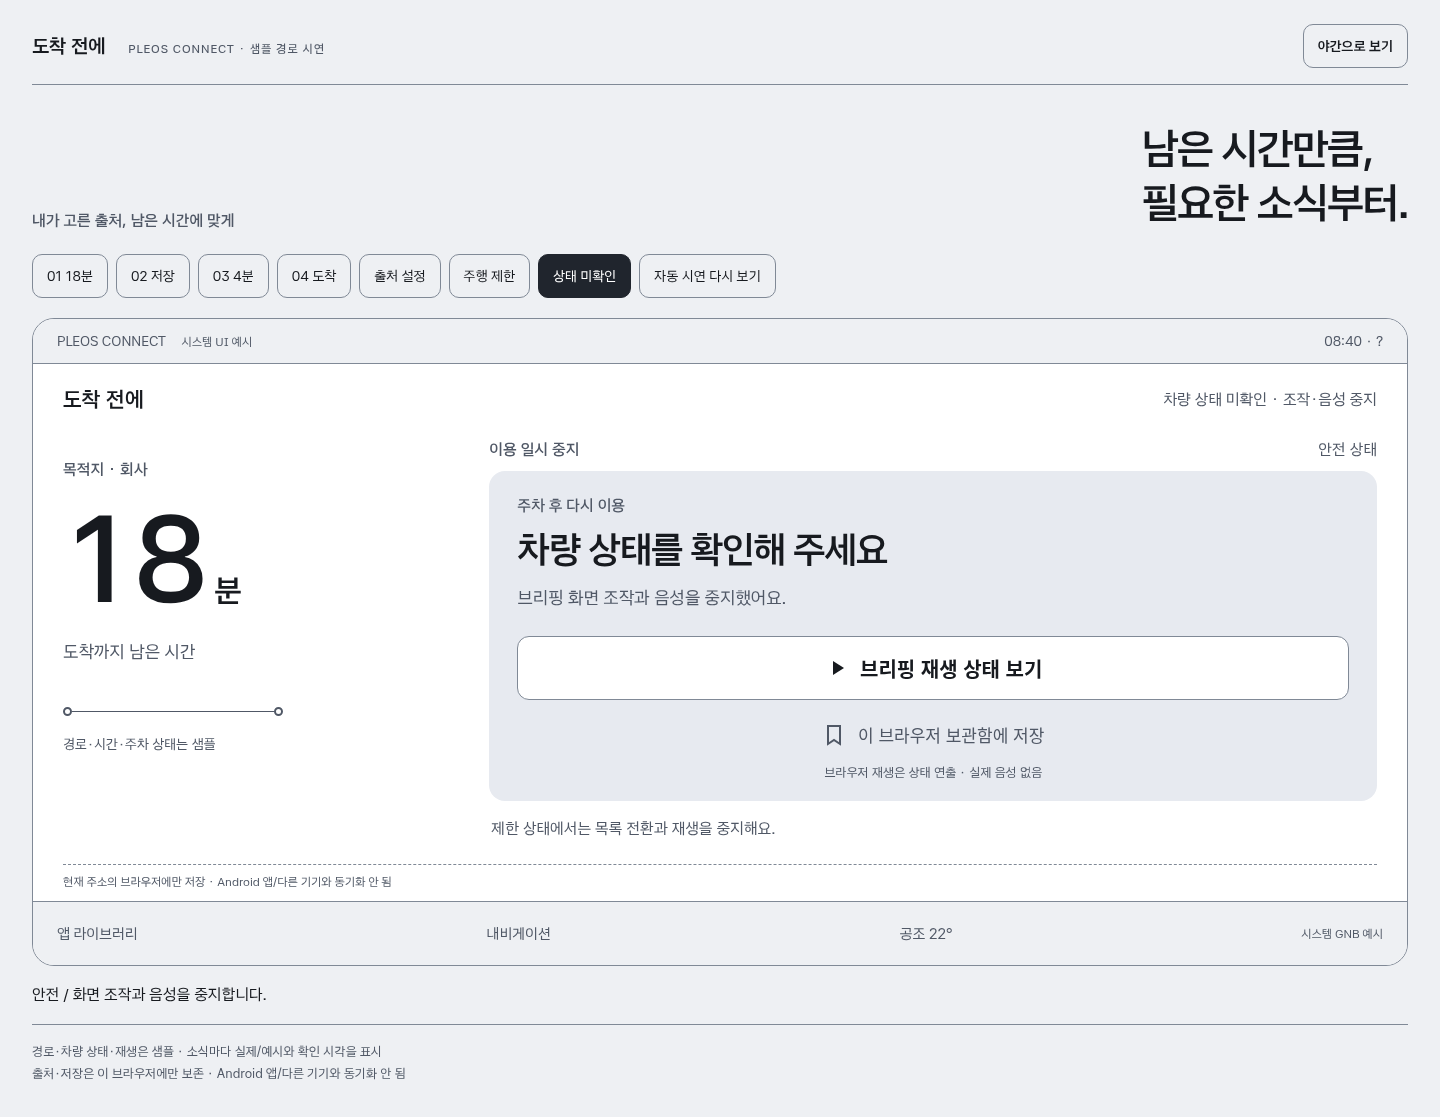 도착 전에
PLEOS CONNECT · 샘플 경로 시연
야간으로 보기
남은 시간만큼,
필요한 소식부터.
내가 고른 출처, 남은 시간에 맞게
01 18분
02 저장
03 4분
04 도착
출처 설정
주행 제한
상태 미확인
자동 시연 다시 보기
PLEOS CONNECT
시스템 UI 예시
08:40 · ?
도착 전에
차량 상태 미확인 · 조작·음성 중지
목적지 · 회사
18분
도착까지 남은 시간
경로·시간·주차 상태는 샘플
이용 일시 중지
안전 상태
주차 후 다시 이용
차량 상태를 확인해 주세요
브리핑 화면 조작과 음성을 중지했어요.
브리핑 재생 상태 보기
이 브라우저 보관함에 저장
브라우저 재생은 상태 연출 · 실제 음성 없음
제한 상태에서는 목록 전환과 재생을 중지해요.
현재 주소의 브라우저에만 저장 · Android 앱/다른 기기와 동기화 안 됨
앱 라이브러리
내비게이션
공조 22°
시스템 GNB 예시
안전 / 화면 조작과 음성을 중지합니다.
경로·차량 상태·재생은 샘플 · 소식마다 실제/예시와 확인 시각을 표시
출처·저장은 이 브라우저에만 보존 · Android 앱/다른 기기와 동기화 안 됨